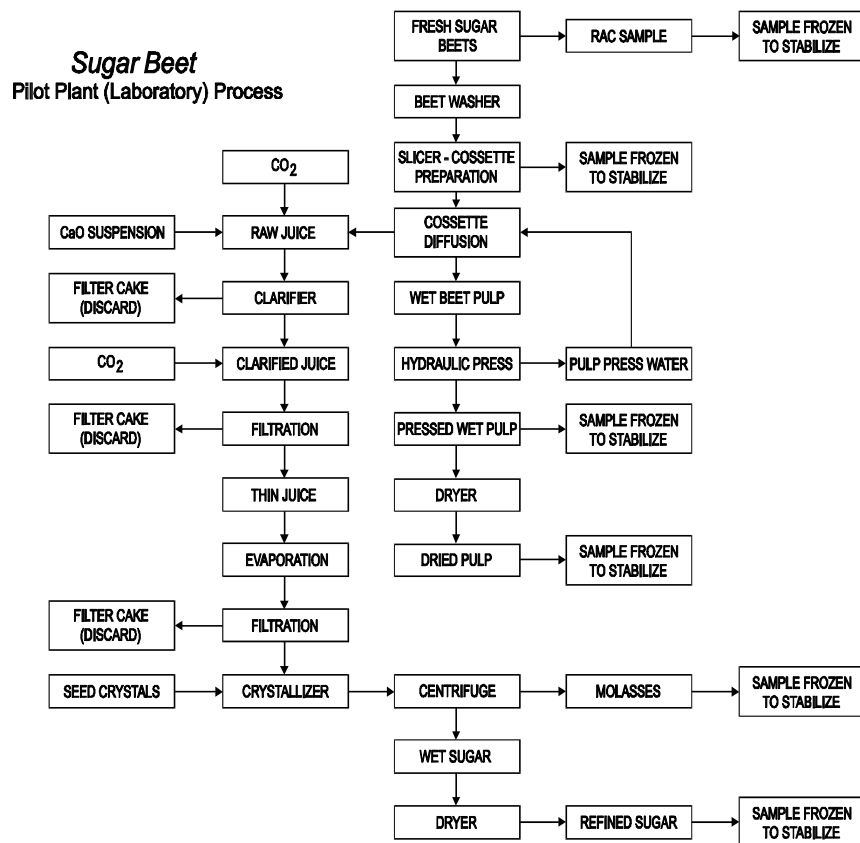 Sugar Beet
Pilot Plant (Laboratory) Process
FRESH SUGAR
BEETS
RAC SAMPLE
SAMPLE FROZEN
TO STABILIZE
BEET WASHER
SLICER - COSSETTE
PREPARATION
SAMPLE FROZEN
TO STABILIZE
CO2
CaO SUSPENSION
RAW JUICE
COSSETTE
DIFFUSION
FILTER CAKE
(DISCARD)
CLARIFIER
WET BEET PULP
CO2
CLARIFIED JUICE
HYDRAULIC PRESS
PULP PRESS WATER
FILTER CAKE
(DISCARD)
FILTRATION
PRESSED WET PULP
SAMPLE FROZEN
TO STABILIZE
THIN JUICE
DRYER
EVAPORATION
DRIED PULP
SAMPLE FROZEN
TO STABILIZE
FILTER CAKE
(DISCARD)
FILTRATION
SEED CRYSTALS
CRYSTALLIZER
CENTRIFUGE
MOLASSES
SAMPLE FROZEN
TO STABILIZE
WET SUGAR
DRYER
REFINED SUGAR
SAMPLE FROZEN
TO STABILIZE